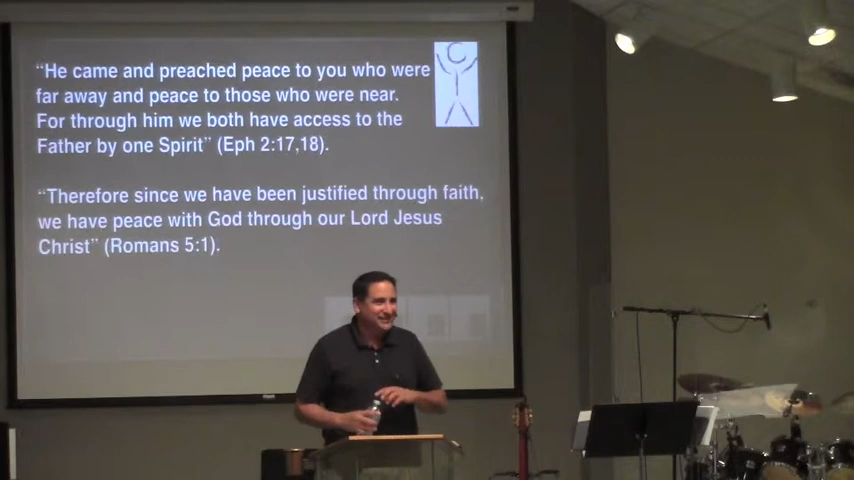 “He came and preached peace to you who were
far away and peace to those who were near.
For through him we both have access to the
Father by one Spirit” (Eph 2:17,18).
“Therefore since we have been justified through faith,
we have peace with God through our Lord Jesus
Christ” (Romans 5:1).